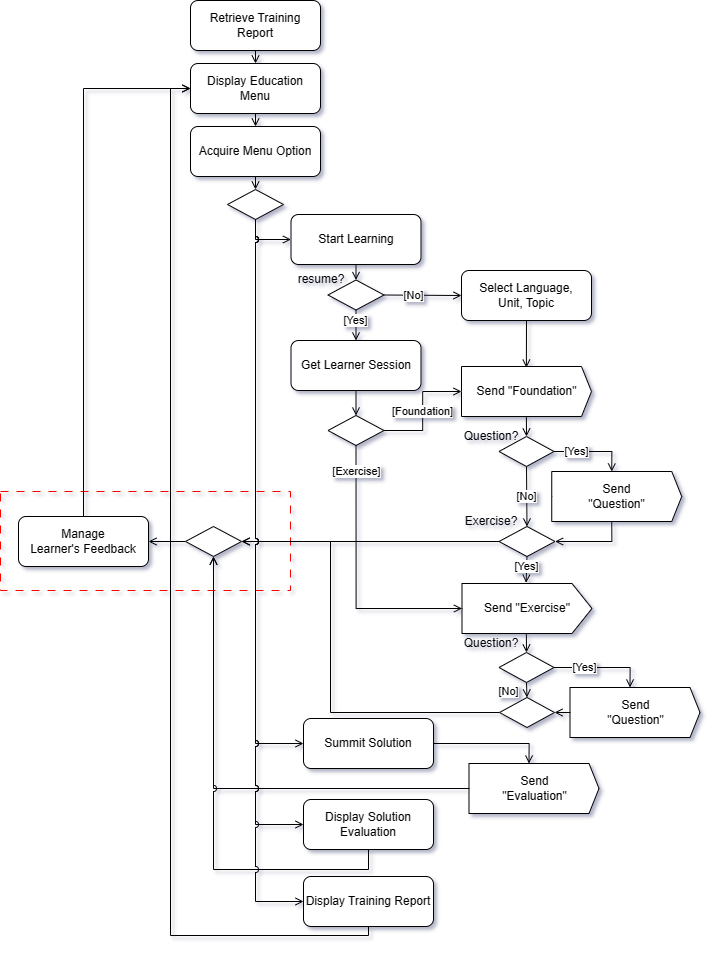 Retrieve Training
Report
Display Education
Menu
Acquire Menu Option
Start Learning
resume?
[No]
Select Language,
Unit, Topic
[Yes]
Get Learner Session
Send "Foundation"
[Foundation]
Question?
[Yes]
[Exercise]
Send
"Question"
[No]
Exercise?
Manage
Learner's Feedback
[Yes]
Send "Exercise"
Question?
[Yes]
[No]
Send
"Question"
Summit Solution
Send
"Evaluation"
Display Solution
Evaluation
Display Training Report